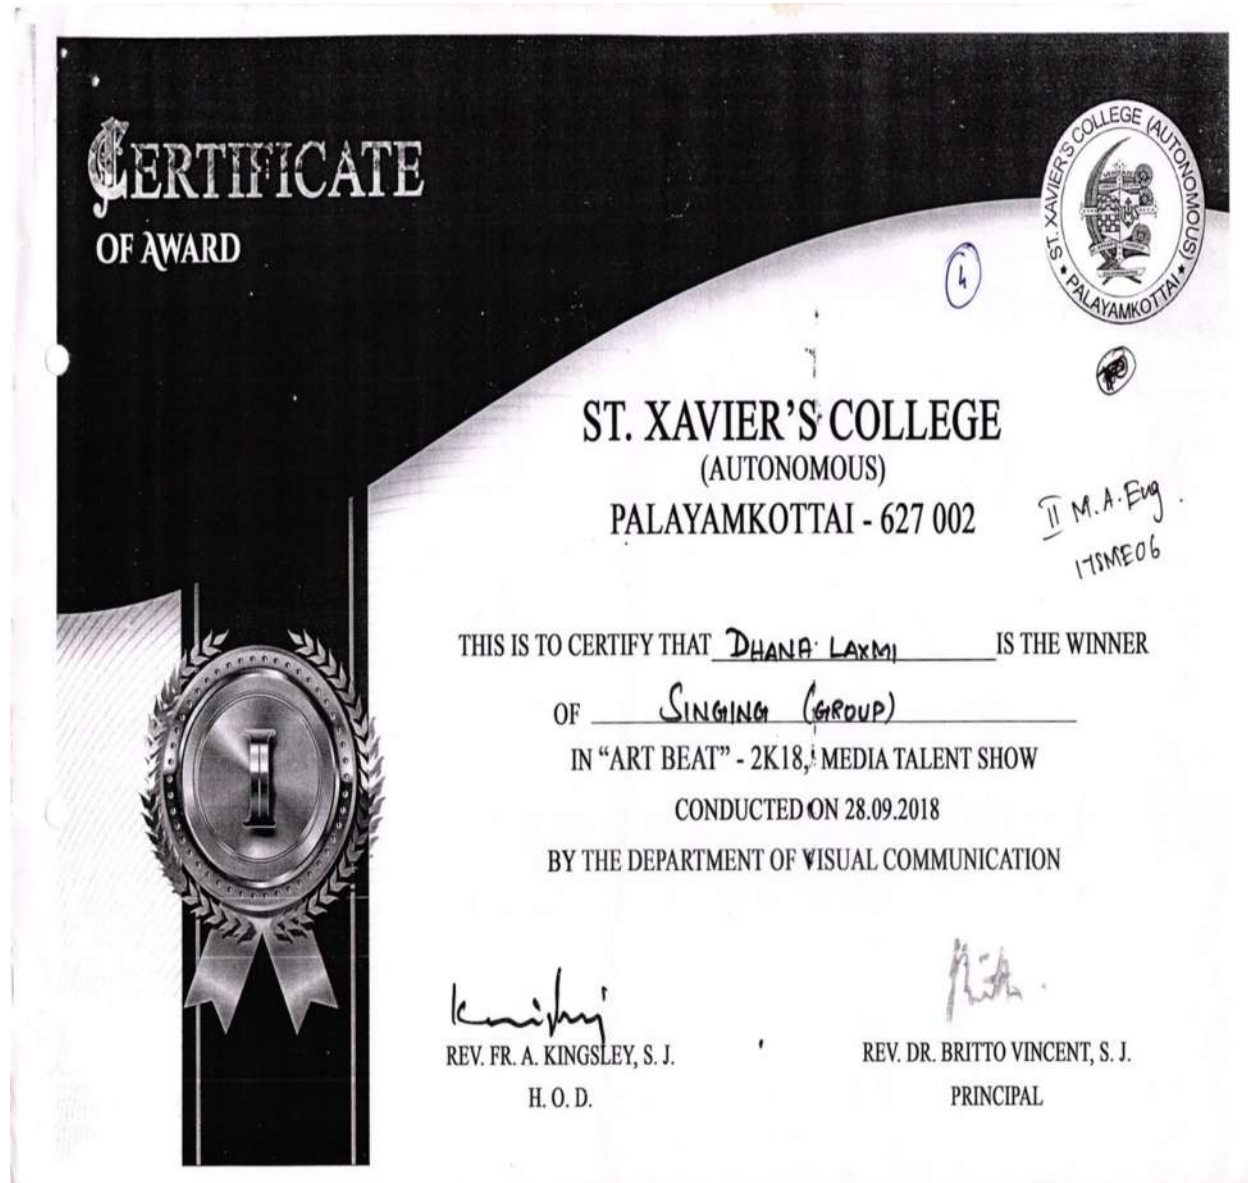 CERTIFICATE
OF AWARD
ST. XAVIER'S COLLEGE (AUTONOMOUS)
★ PALAYAMKOTTAI ★
4
ST. XAVIER'S COLLEGE
(AUTONOMOUS)
PALAYAMKOTTAI - 627 002
II M.A. Eng.
17SME06
THIS IS TO CERTIFY THAT DHANA LAXMI IS THE WINNER
OF SINGING (GROUP)
IN “ART BEAT” - 2K18, MEDIA TALENT SHOW
CONDUCTED ON 28.09.2018
BY THE DEPARTMENT OF VISUAL COMMUNICATION
I
REV. FR. A. KINGSLEY, S. J.
H. O. D.
REV. DR. BRITTO VINCENT, S. J.
PRINCIPAL